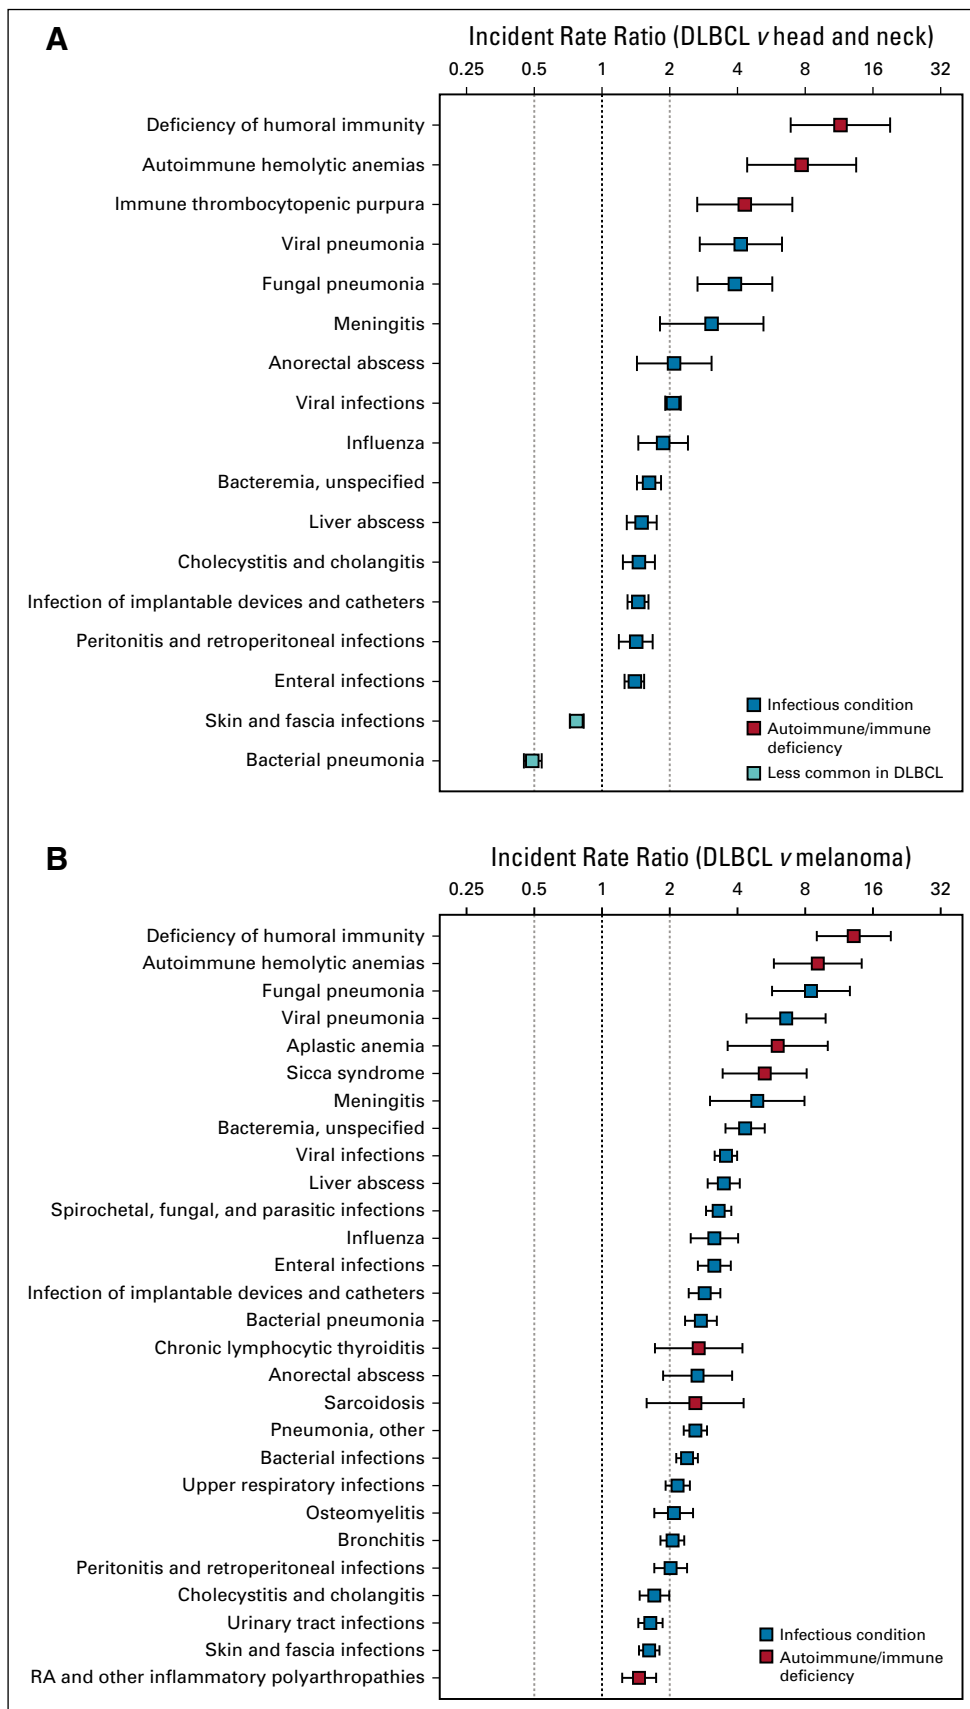 A
Incident Rate Ratio (DLBCL v head and neck)
0.25 0.5 1 2 4 8 16 32
Deficiency of humoral immunity
Autoimmune hemolytic anemias
Immune thrombocytopenic purpura
Viral pneumonia
Fungal pneumonia
Meningitis
Anorectal abscess
Viral infections
Influenza
Bacteremia, unspecified
Liver abscess
Cholecystitis and cholangitis
Infection of implantable devices and catheters
Peritonitis and retroperitoneal infections
Enteral infections
Skin and fascia infections
Bacterial pneumonia
Infectious condition
Autoimmune/immune
deficiency
Less common in DLBCL
B
Incident Rate Ratio (DLBCL v melanoma)
0.25 0.5 1 2 4 8 16 32
Deficiency of humoral immunity
Autoimmune hemolytic anemias
Fungal pneumonia
Viral pneumonia
Aplastic anemia
Sicca syndrome
Meningitis
Bacteremia, unspecified
Viral infections
Liver abscess
Spirochetal, fungal, and parasitic infections
Influenza
Enteral infections
Infection of implantable devices and catheters
Bacterial pneumonia
Chronic lymphocytic thyroiditis
Anorectal abscess
Sarcoidosis
Pneumonia, other
Bacterial infections
Upper respiratory infections
Osteomyelitis
Bronchitis
Peritonitis and retroperitoneal infections
Cholecystitis and cholangitis
Urinary tract infections
Skin and fascia infections
RA and other inflammatory polyarthropathies
Infectious condition
Autoimmune/immune
deficiency